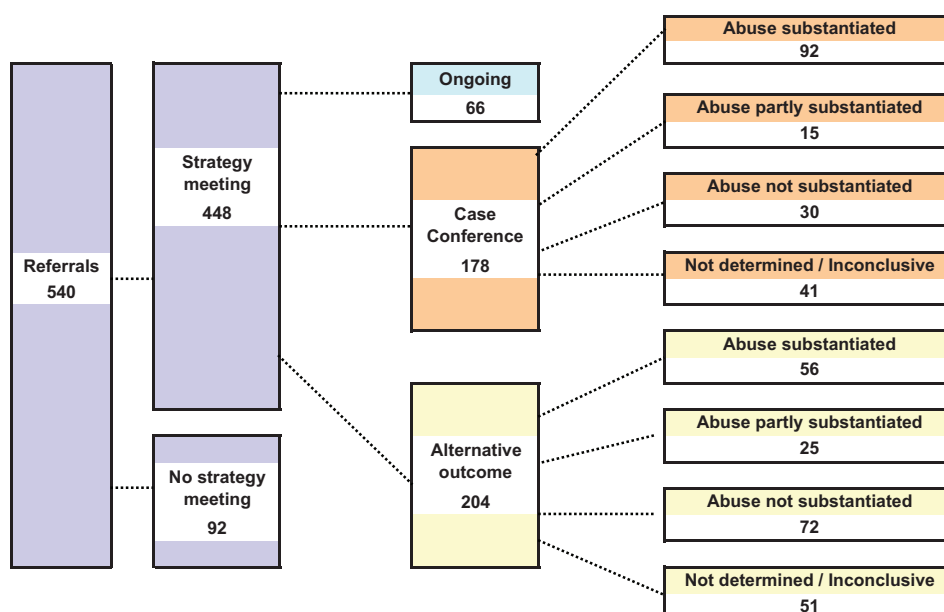 Referrals
540
Strategy
meeting
448
No strategy
meeting
92
Ongoing
66
Case
Conference
178
Alternative
outcome
204
Abuse substantiated
92
Abuse partly substantiated
15
Abuse not substantiated
30
Not determined / Inconclusive
41
Abuse substantiated
56
Abuse partly substantiated
25
Abuse not substantiated
72
Not determined / Inconclusive
51